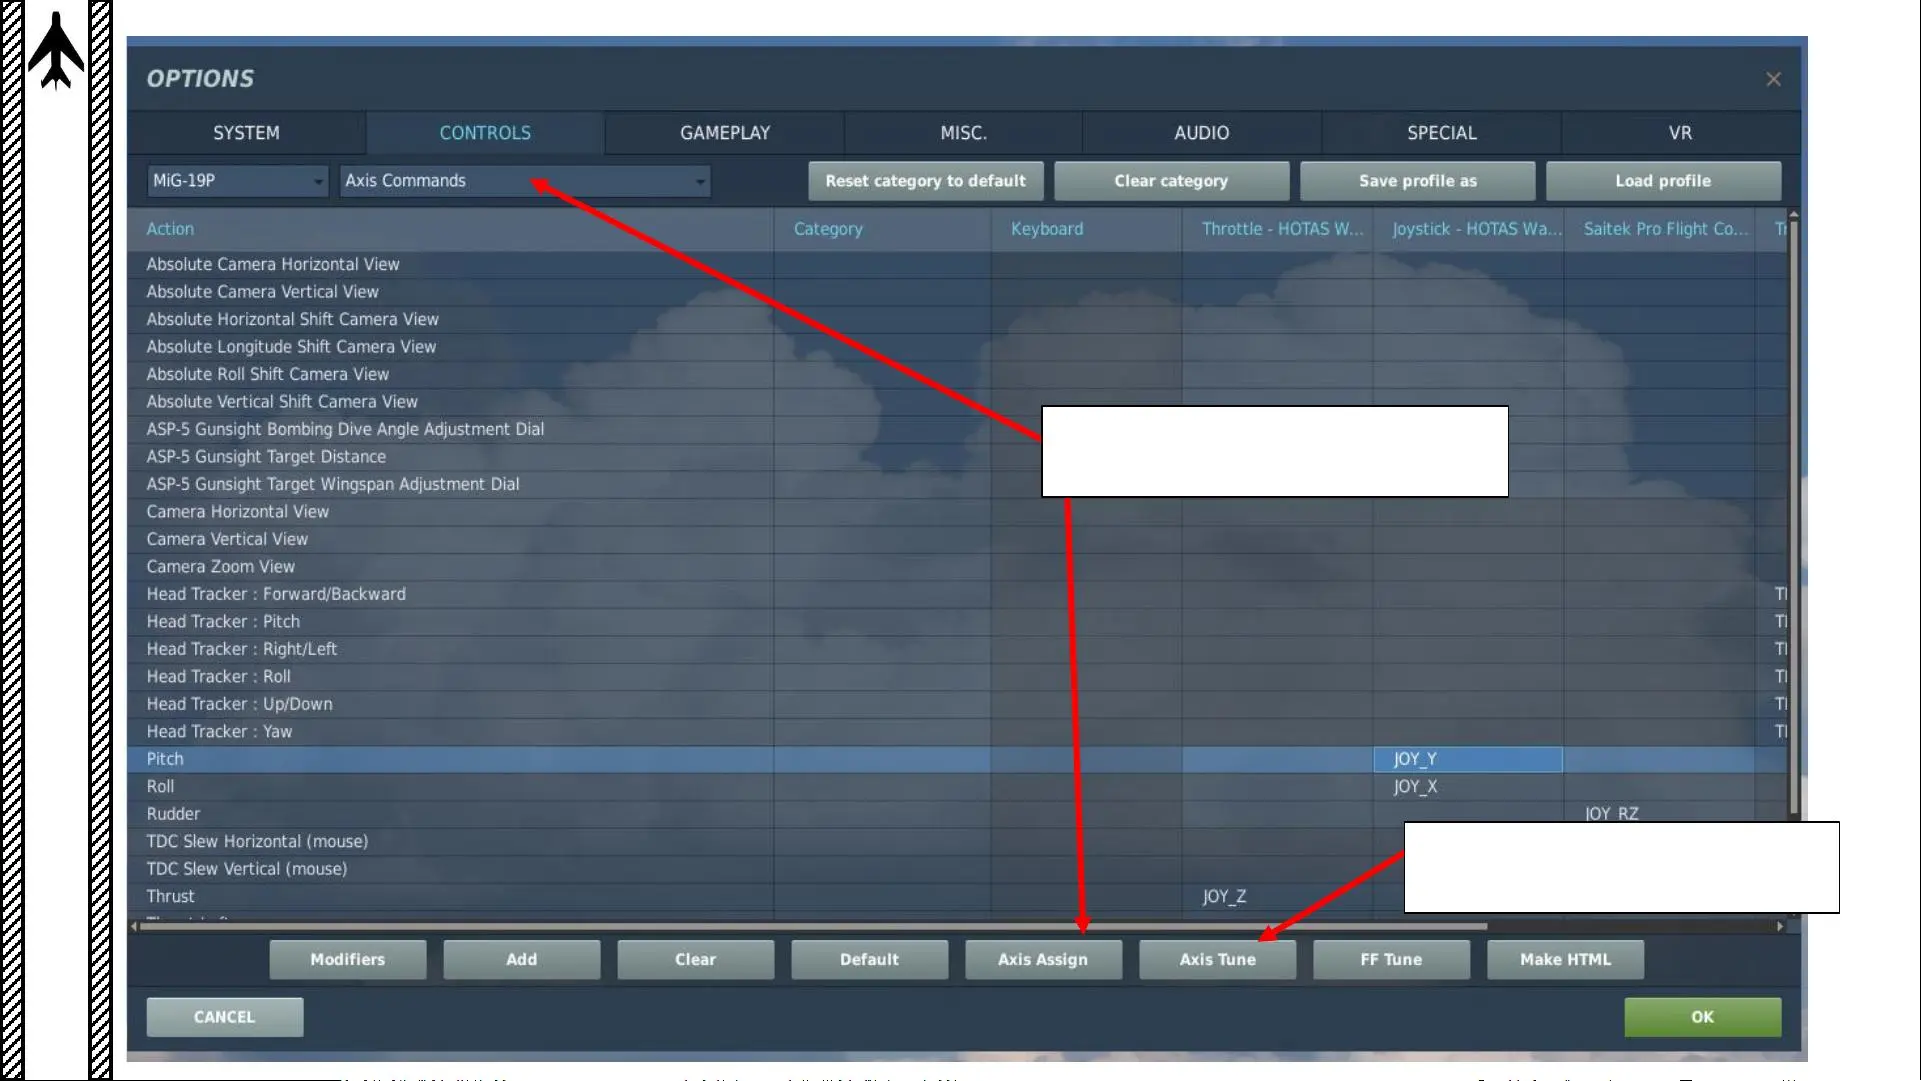 OPTIONS
SYSTEM CONTROLS GAMEPLAY MISC. AUDIO SPECIAL VR
MiG-19P Axis Commands Reset category to default Clear category Save profile as Load profile
Action Category Keyboard Throttle - HOTAS W... Joystick - HOTAS Wa... Saitek Pro Flight Co...
Absolute Camera Horizontal View
Absolute Camera Vertical View
Absolute Horizontal Shift Camera View
Absolute Longitude Shift Camera View
Absolute Roll Shift Camera View
Absolute Vertical Shift Camera View
ASP-5 Gunsight Bombing Dive Angle Adjustment Dial
ASP-5 Gunsight Target Distance
ASP-5 Gunsight Target Wingspan Adjustment Dial
Camera Horizontal View
Camera Vertical View
Camera Zoom View
Head Tracker : Forward/Backward
Head Tracker : Pitch
Head Tracker : Right/Left
Head Tracker : Roll
Head Tracker : Up/Down
Head Tracker : Yaw
Pitch JOY_Y
Roll JOY_X
Rudder JOY_RZ
TDC Slew Horizontal (mouse)
TDC Slew Vertical (mouse)
Thrust JOY_Z
Modifiers Add Clear Default Axis Assign Axis Tune FF Tune Make HTML
CANCEL OK